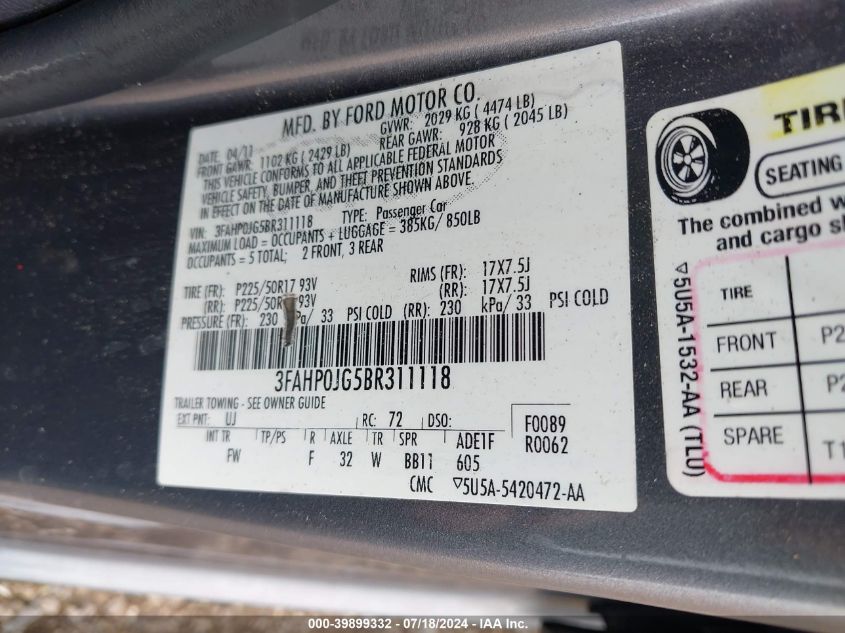 MFD. BY FORD MOTOR CO.
DATE: 04/11 GVWR: 2029 KG ( 4474 LB)
FRONT GAWR: 1102 KG ( 2429 LB) REAR GAWR: 928 KG ( 2045 LB)
THIS VEHICLE CONFORMS TO ALL APPLICABLE FEDERAL MOTOR
VEHICLE SAFETY, BUMPER, AND THEFT PREVENTION STANDARDS
IN EFFECT ON THE DATE OF MANUFACTURE SHOWN ABOVE.
VIN: 3FAHP0JG5BR311118 TYPE: Passenger Car
MAXIMUM LOAD = OCCUPANTS + LUGGAGE = 385KG/ 850LB
OCCUPANTS = 5 TOTAL; 2 FRONT, 3 REAR
TIRE (FR): P225/50R17 93V RIMS (FR): 17X7.5J
(RR): P225/50R 93V (RR): 17X7.5J
PRESSURE (FR): 230 kPa/ 33 PSI COLD (RR): 230 kPa/ 33 PSI COLD
3FAHP0JG5BR311118
TRAILER TOWING - SEE OWNER GUIDE
EXT PNT: UJ RC: 72 DSO: F0089
INT TR TP/PS R AXLE TR SPR ADE1F R0062
FW F 32 W BB11 605
CMC ▽5U5A-5420472-AA
TIRE
SEATING
The combined
and cargo
▽5U5A-1532-AA (TLU)
TIRE
FRONT P2
REAR P2
SPARE T1
000-39899332 - 07/18/2024 - IAA Inc.